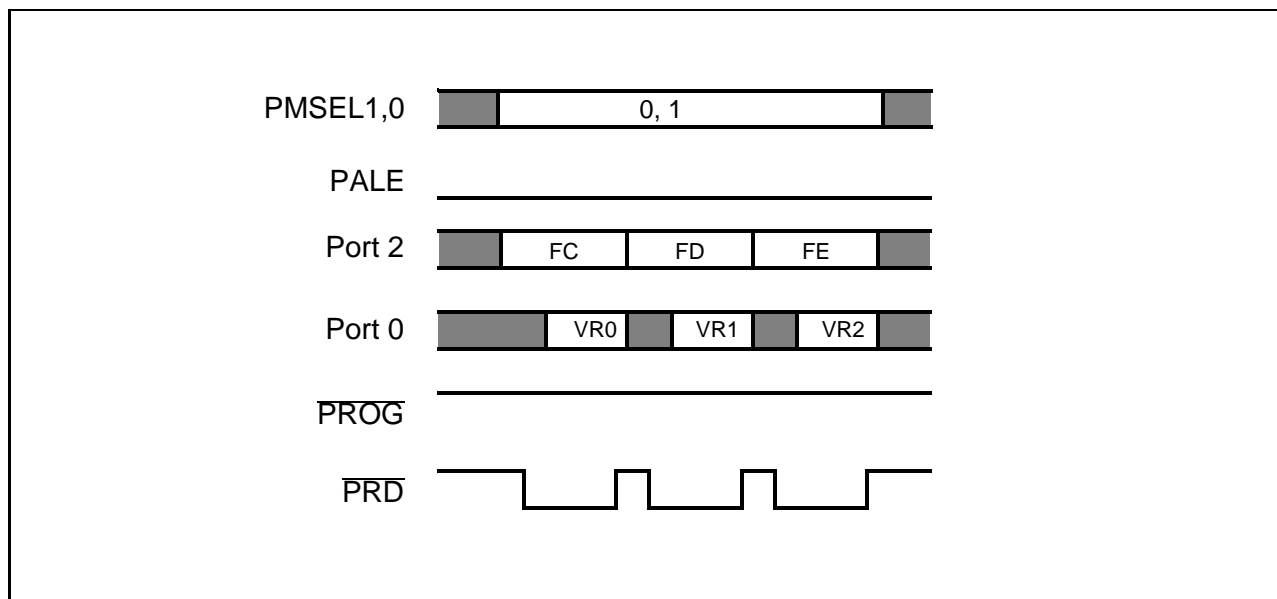 PMSEL1,0 0, 1
PALE
Port 2 FC FD FE
Port 0 VR0 VR1 VR2
PROG
PRD